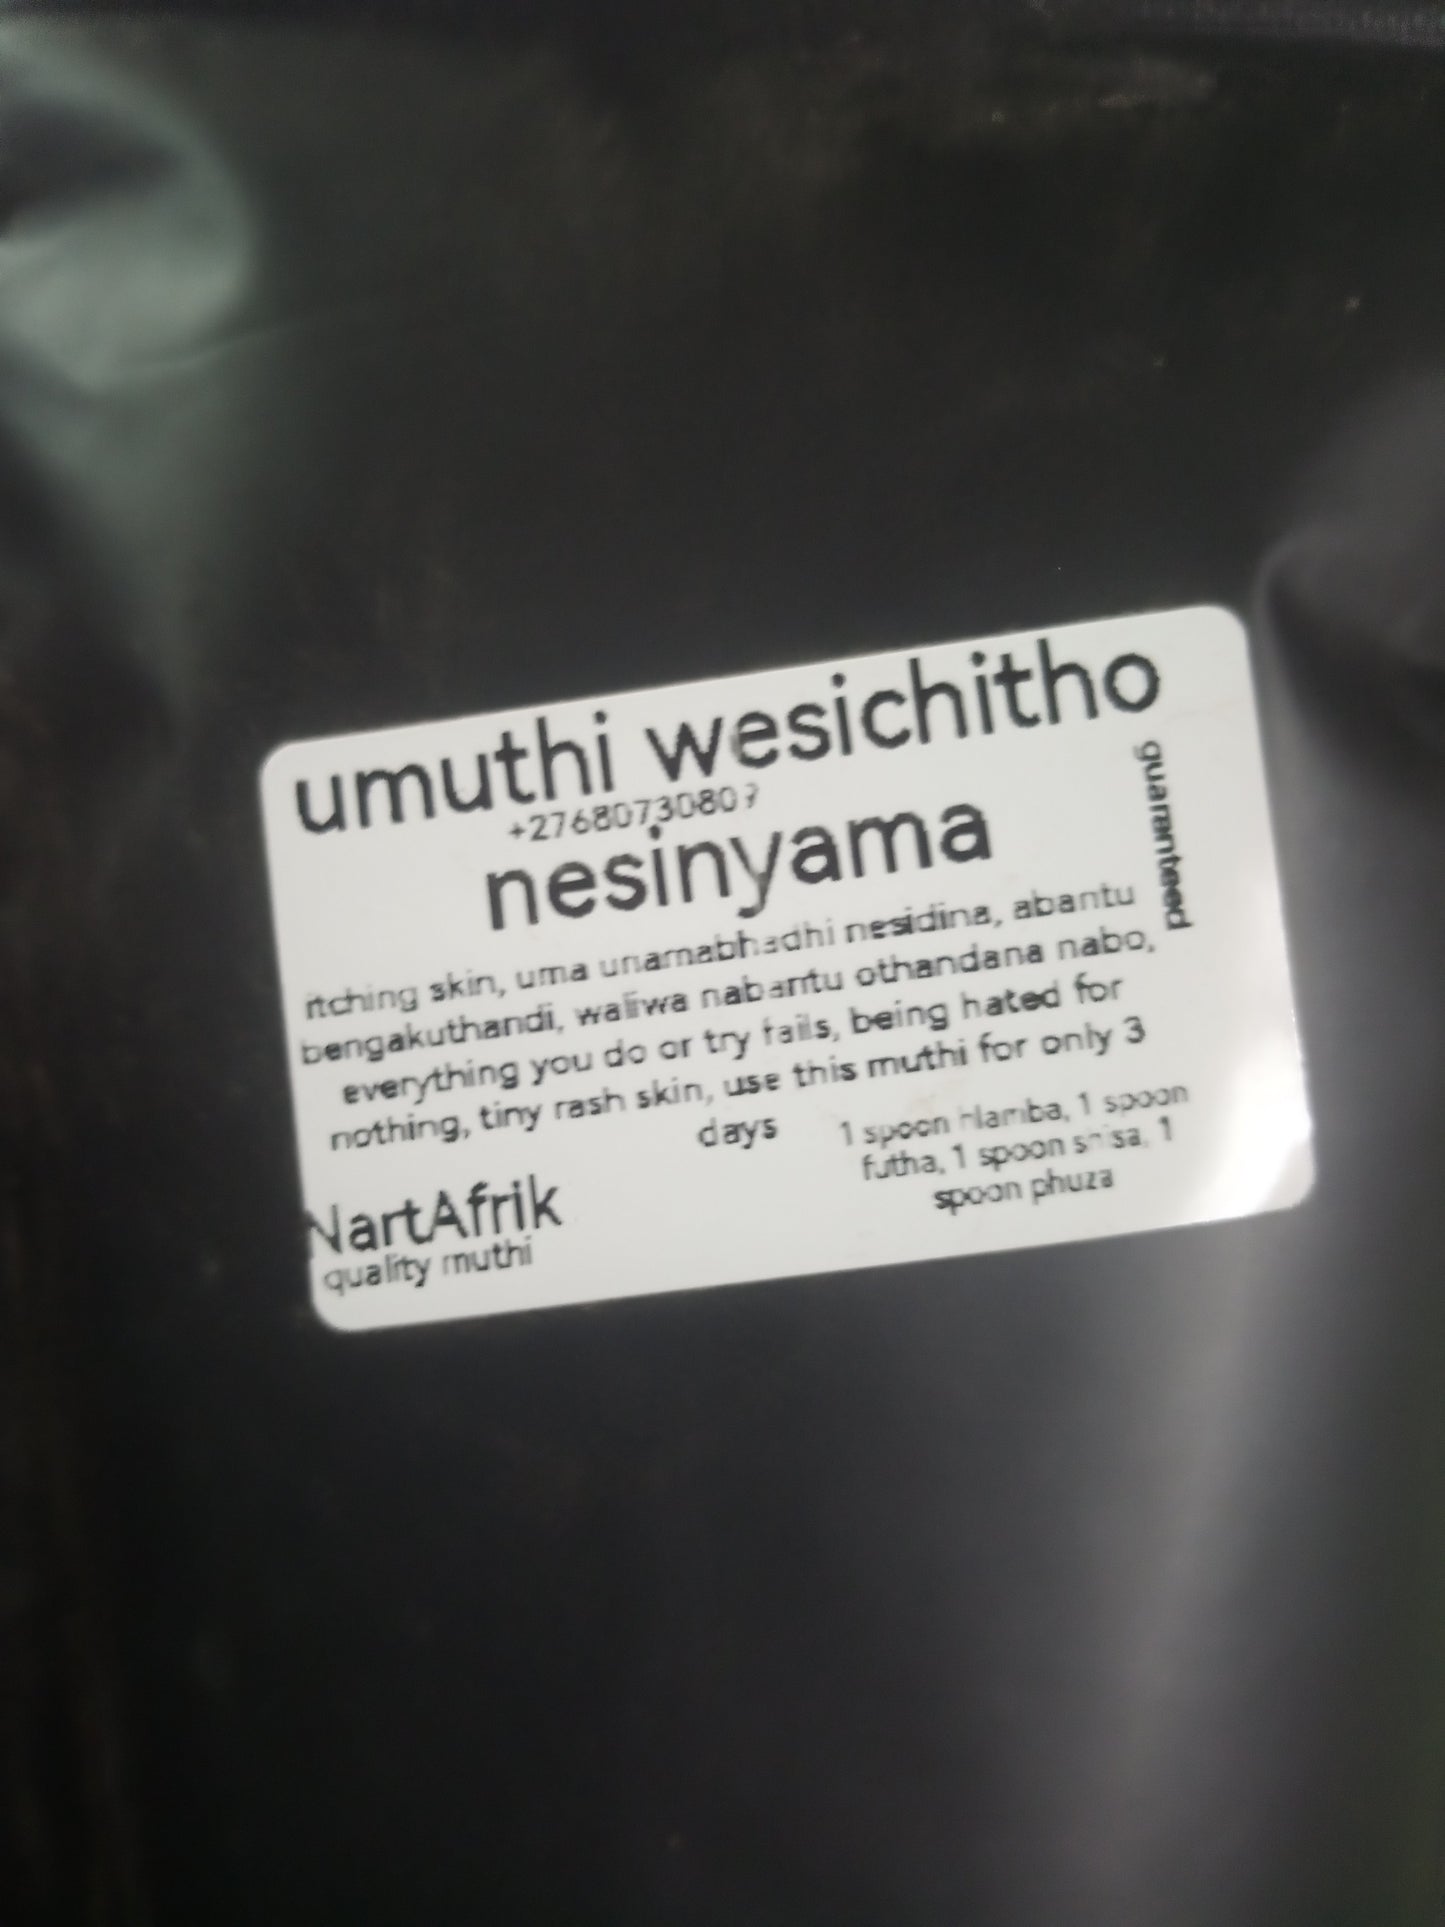 umuthi wesichitho
nesinyama
guaranteed
itching skin, uma unamabhadhi nesidina, abantu
bengakuthandi, waliwa nabantu othandana nabo,
everything you do or try fails, being hated for
nothing, tiny rash skin, use this muthi for only 3
days
1 spoon hlamba, 1 spoon
futha, 1 spoon shisa, 1
spoon phuza
NartAfrik
quality muthi